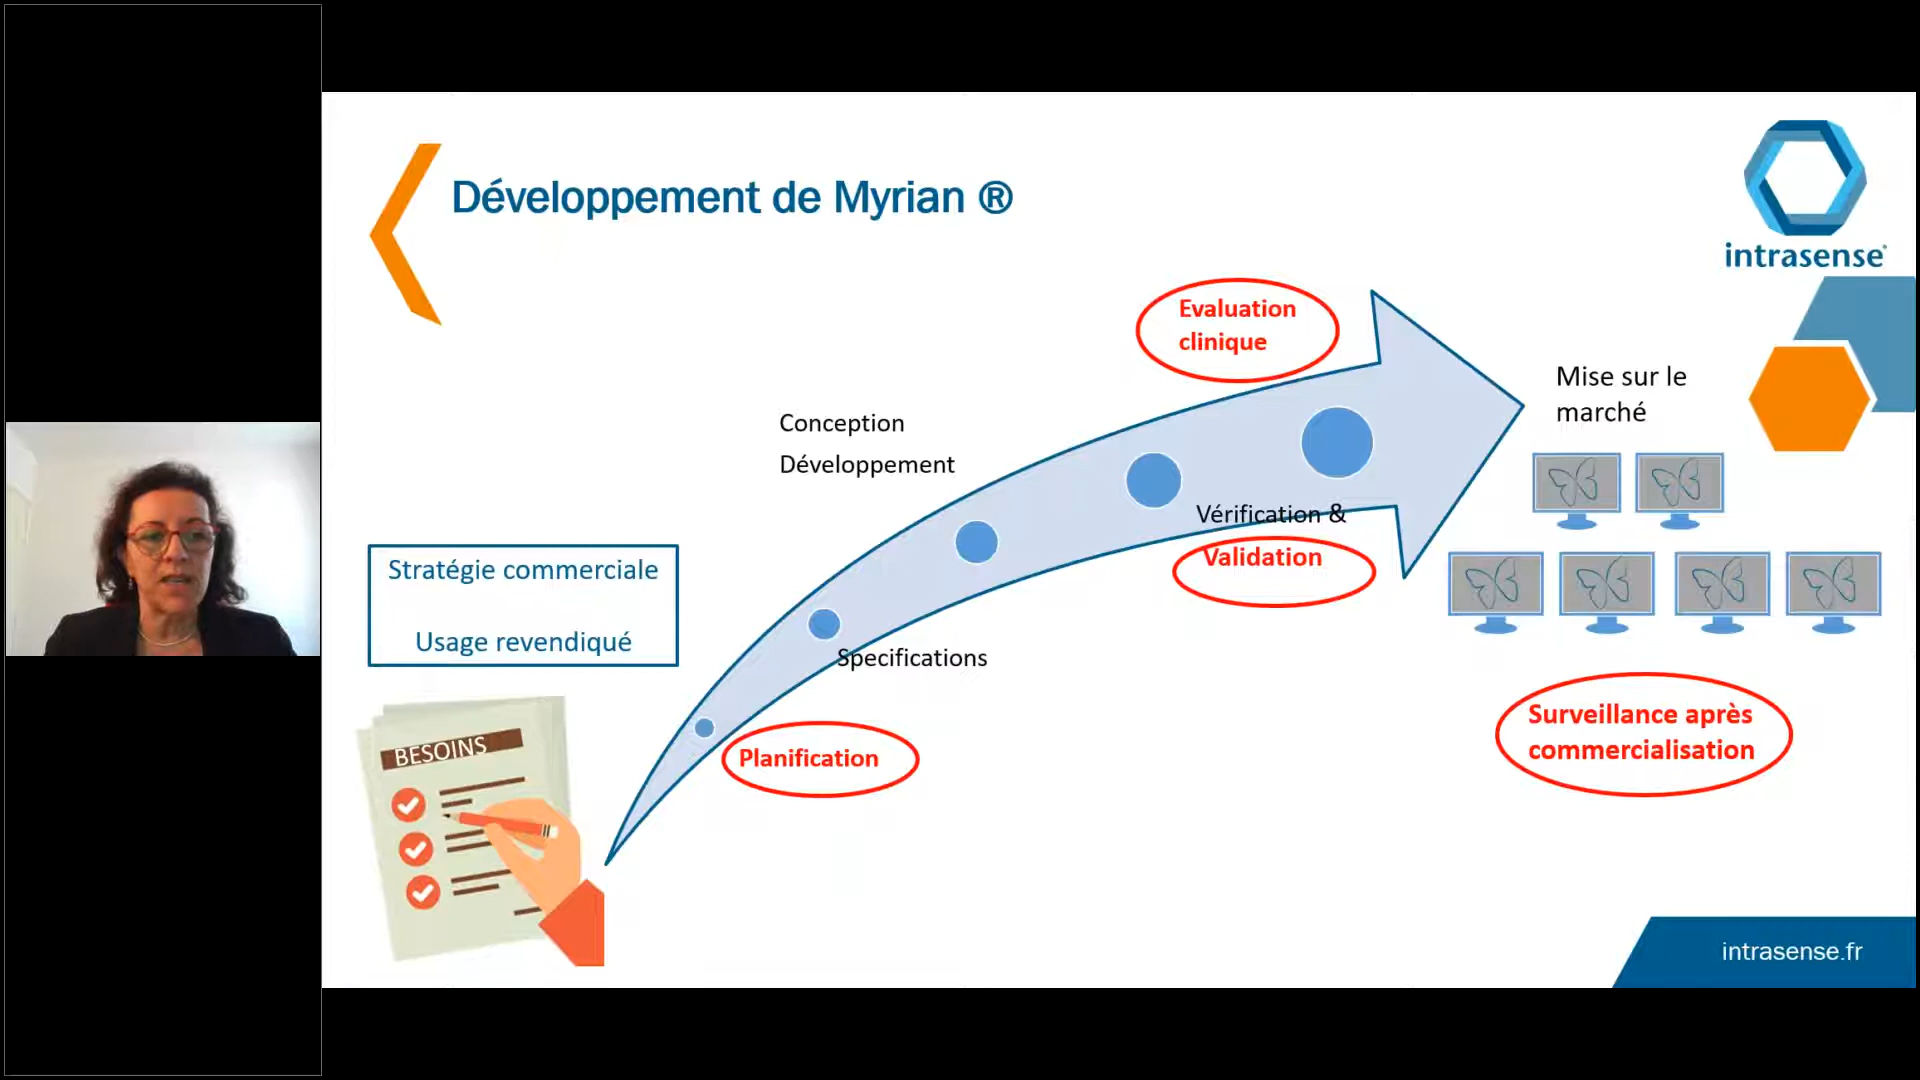 Développement de Myrian ®
intrasense
Evaluation
clinique
Mise sur le
marché
Conception
Développement
Vérification &
Validation
Stratégie commerciale
Usage revendiqué
Specifications
Planification
BESOINS
Surveillance après
commercialisation
intrasense.fr